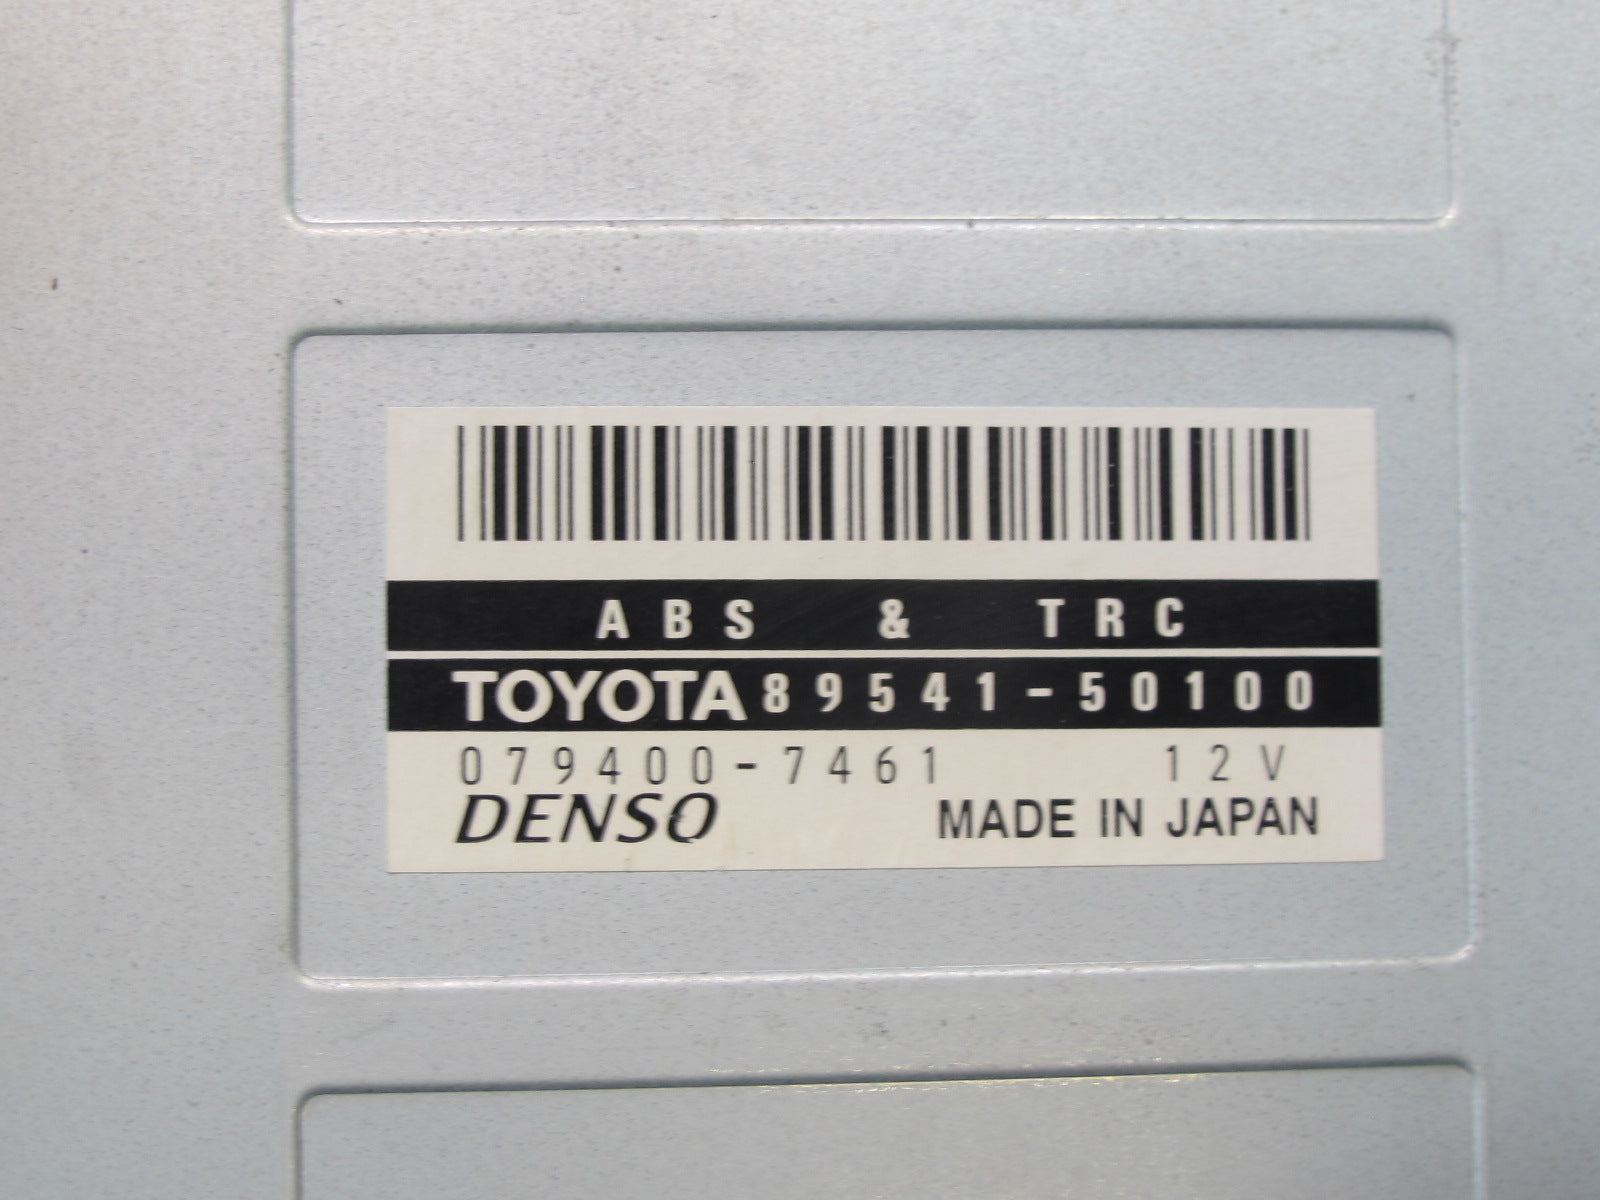 ABS & TRC
TOYOTA 89541-50100
079400-7461 12V
DENSO MADE IN JAPAN